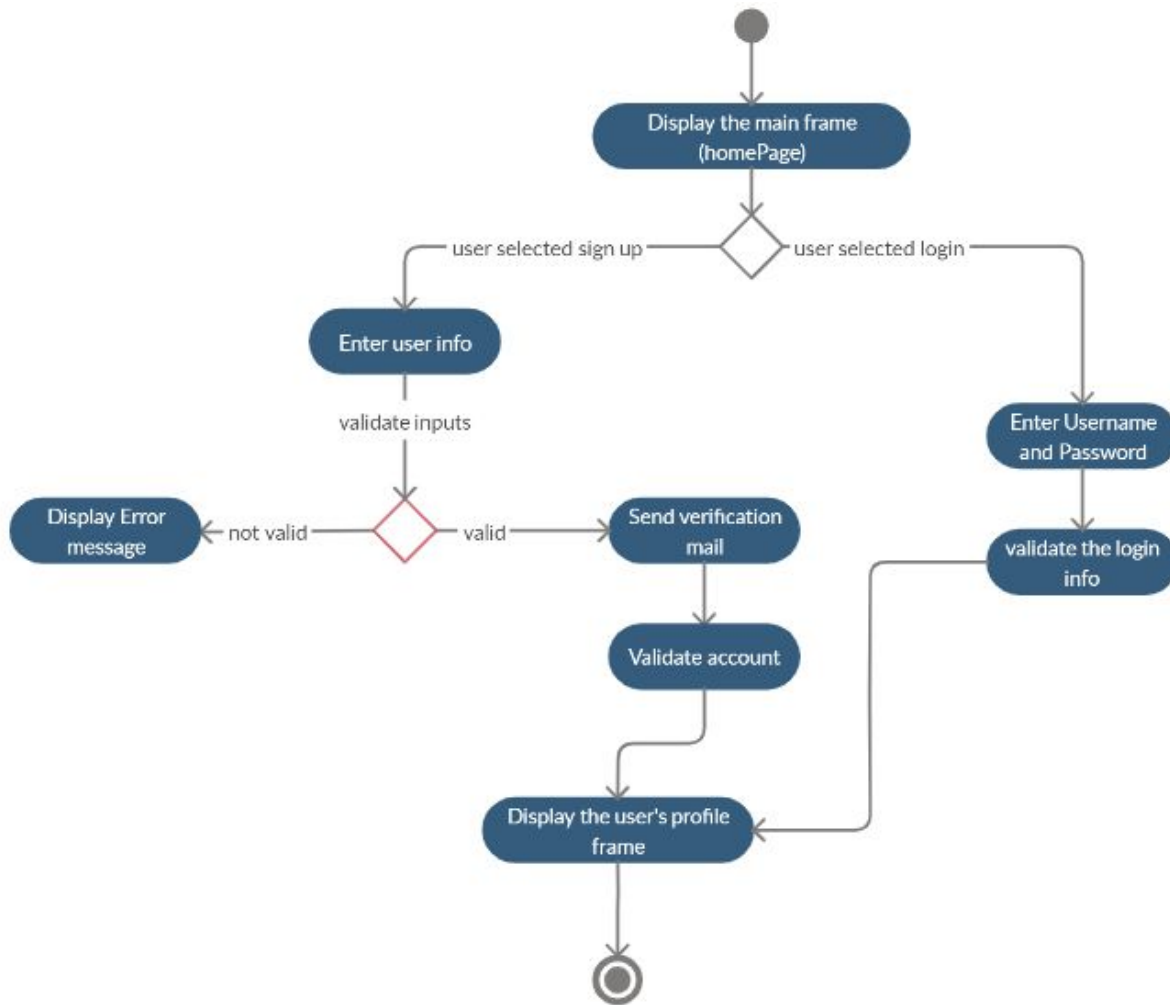 Display the main frame
(homePage)
user selected sign up
user selected login
Enter user info
validate inputs
Enter Username
and Password
Display Error
message
not valid
valid
Send verification
mail
validate the login
info
Validate account
Display the user's profile
frame